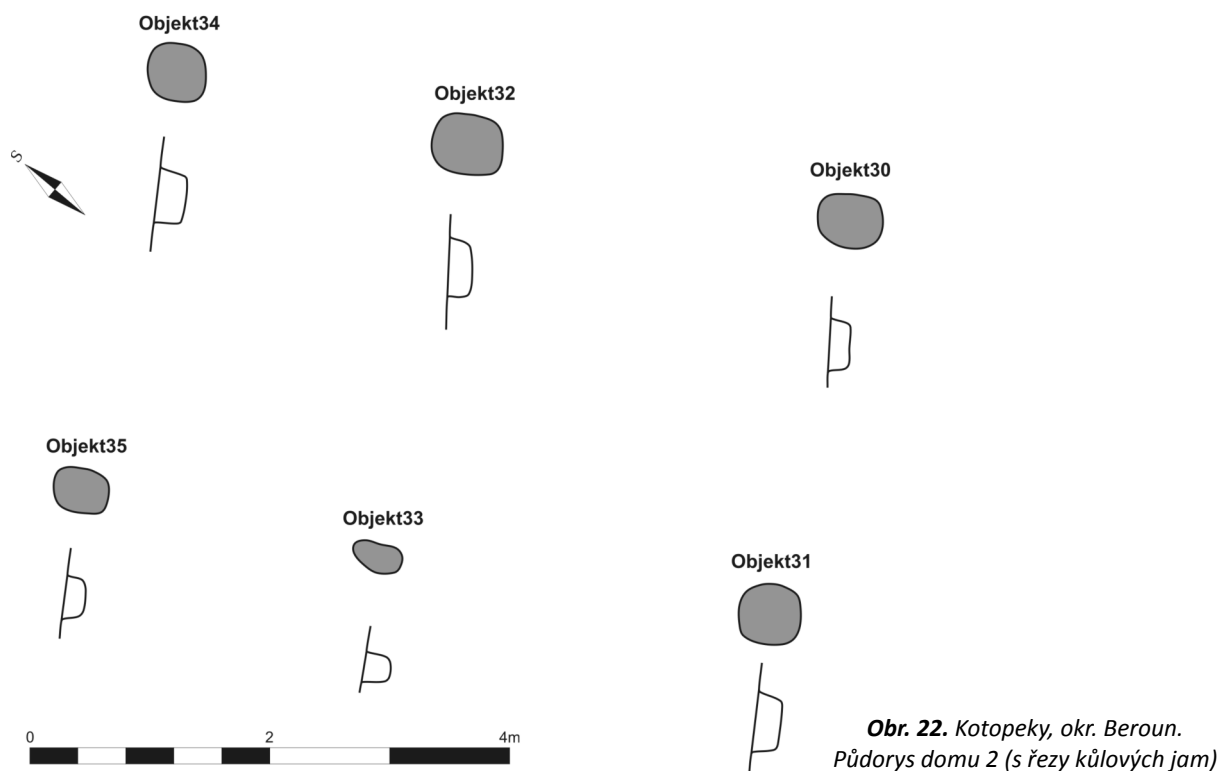 Objekt34
Objekt32
S
Objekt30
Objekt35
Objekt33
Objekt31
0 2 4m
Obr. 22. Kotopeky, okr. Beroun.
Půdorys domu 2 (s řezy kůlových jam)